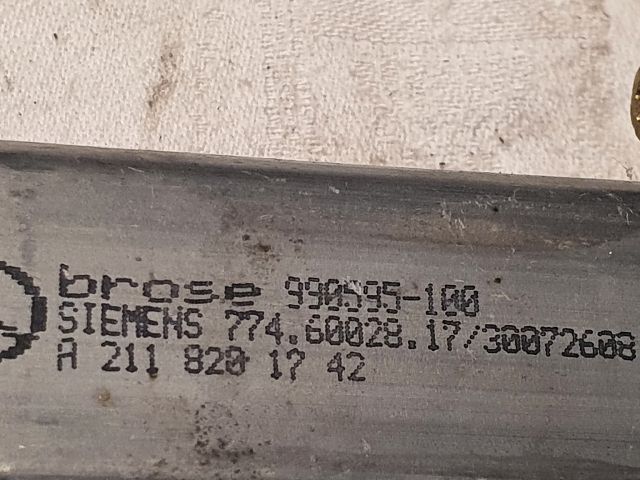 brose 990595-100
SIEMENS 774.60028.17/30072608
A 211 820 17 42